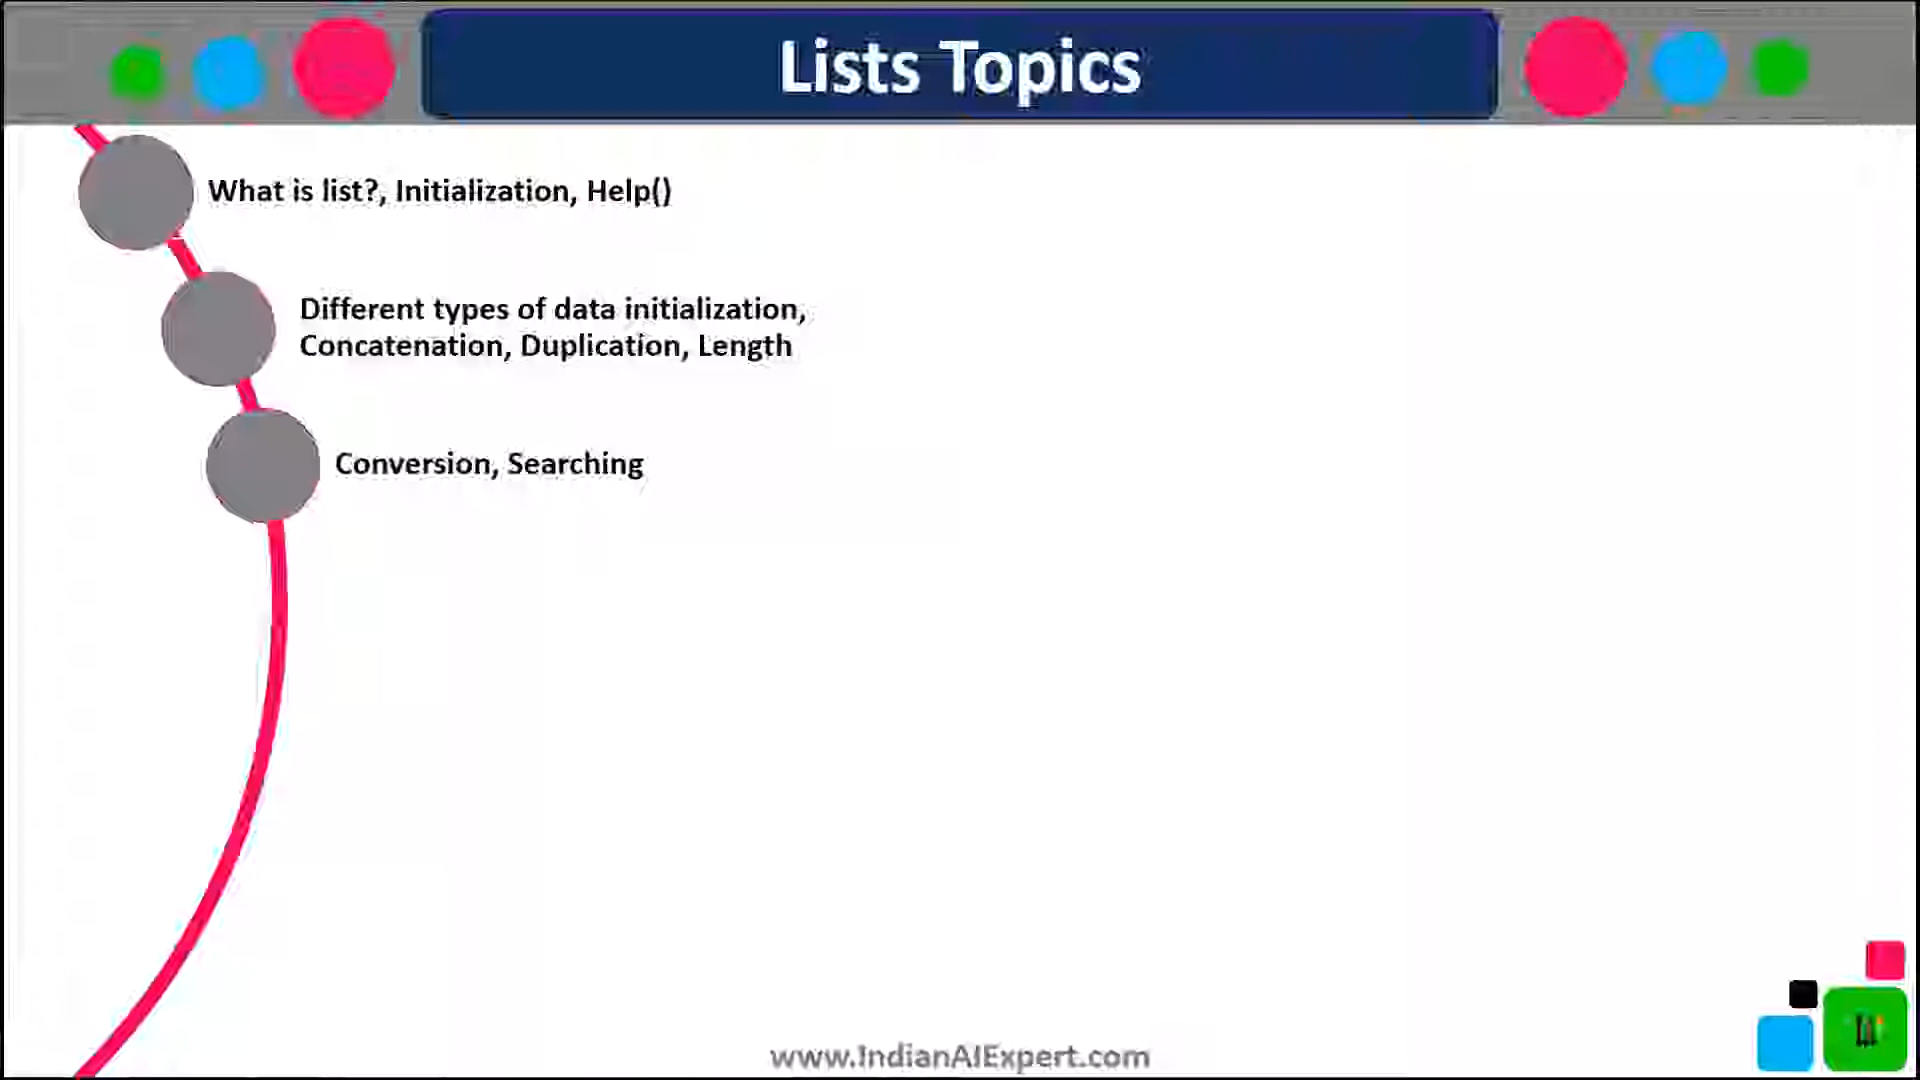 Lists Topics
What is list?, Initialization, Help()
Different types of data initialization,
Concatenation, Duplication, Length
Conversion, Searching
www.IndianAIExpert.com